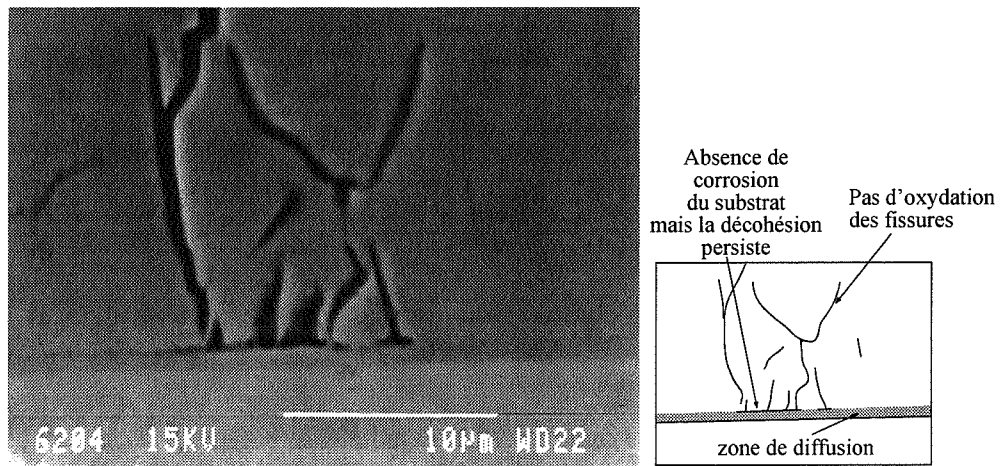 6204 15KV 10µm WD22
Absence de
corrosion
du substrat
mais la décohésion
persiste
Pas d'oxydation
des fissures
zone de diffusion